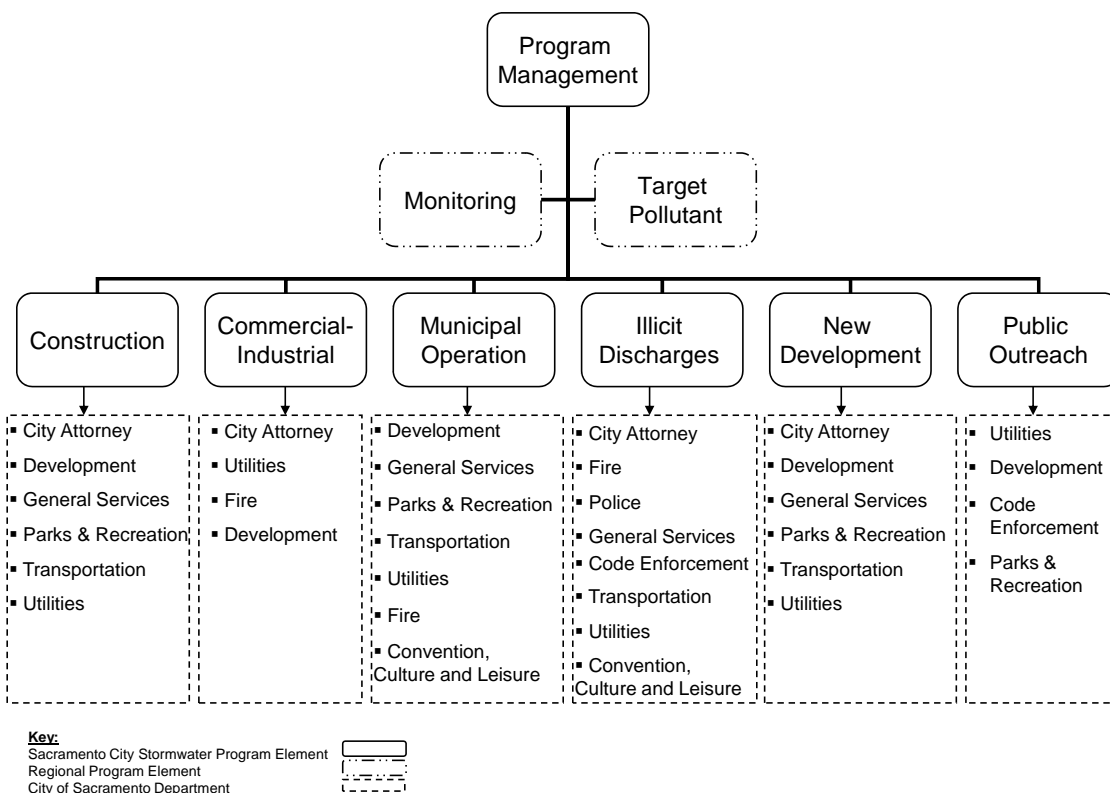 Program
Management
Monitoring
Target
Pollutant
Construction
Commercial-
Industrial
Municipal
Operation
Illicit
Discharges
New
Development
Public
Outreach
▪ City Attorney
▪ Development
▪ General Services
▪ Parks & Recreation
▪ Transportation
▪ Utilities
▪ City Attorney
▪ Utilities
▪ Fire
▪ Development
▪ Development
▪ General Services
▪ Parks & Recreation
▪ Transportation
▪ Utilities
▪ Fire
▪ Convention,
Culture and Leisure
▪ City Attorney
▪ Fire
▪ Police
▪ General Services
▪ Code Enforcement
▪ Transportation
▪ Utilities
▪ Convention,
Culture and Leisure
▪ City Attorney
▪ Development
▪ General Services
▪ Parks & Recreation
▪ Transportation
▪ Utilities
▪ Utilities
▪ Development
▪ Code
Enforcement
▪ Parks &
Recreation
Key:
Sacramento City Stormwater Program Element
Regional Program Element
City of Sacramento Department